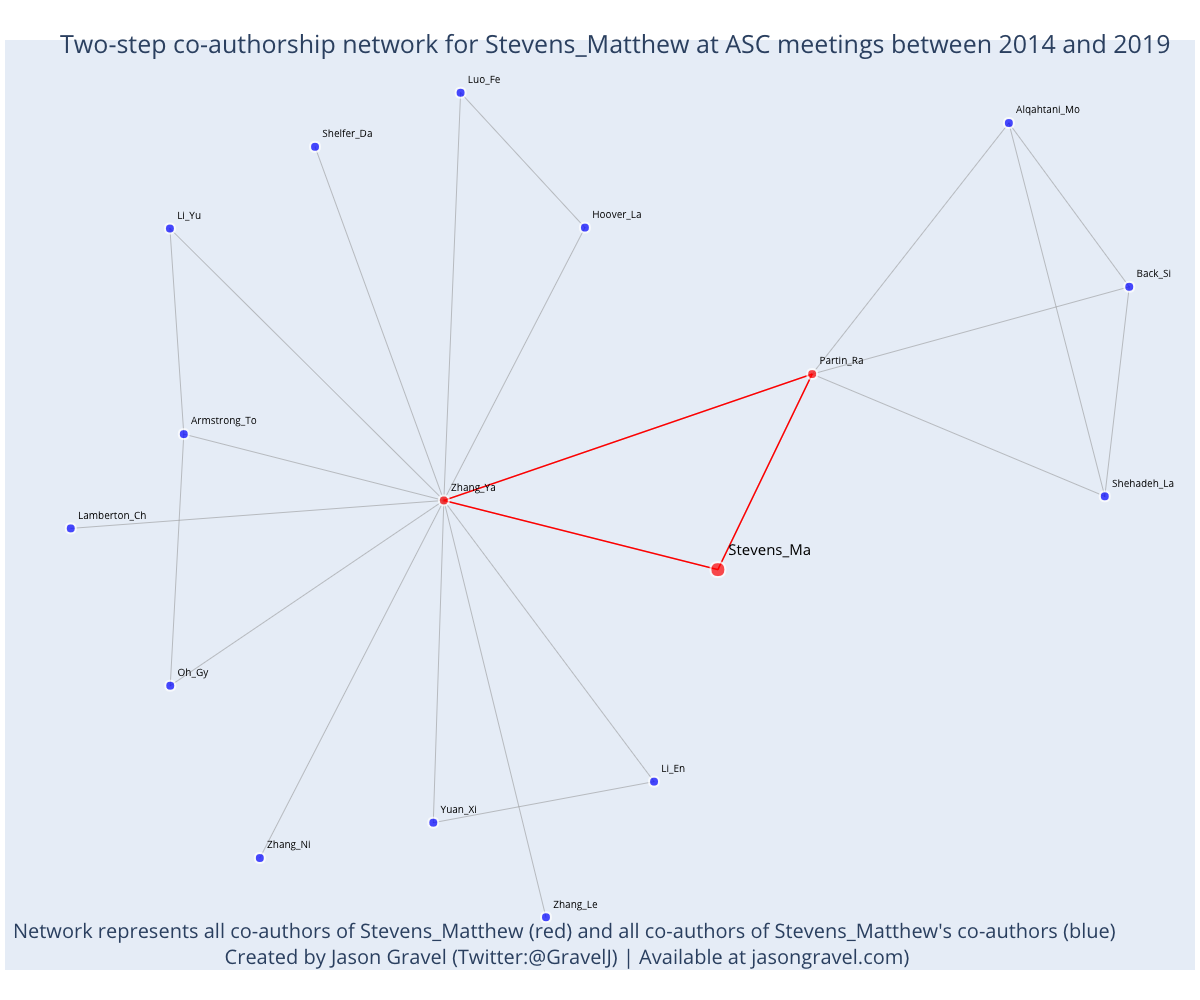 Two-step co-authorship network for Stevens_Matthew at ASC meetings between 2014 and 2019
Luo_Fe
Alqahtani_Mo
Shelfer_Da
Li_Yu
Hoover_La
Back_Si
Partin_Ra
Armstrong_To
Zhang_Ya
Shehadeh_La
Lamberton_Ch
Stevens_Ma
Oh_Gy
Li_En
Yuan_Xi
Zhang_Ni
Zhang_Le
Network represents all co-authors of Stevens_Matthew (red) and all co-authors of Stevens_Matthew's co-authors (blue)
Created by Jason Gravel (Twitter:@GravelJ) | Available at jasongravel.com)